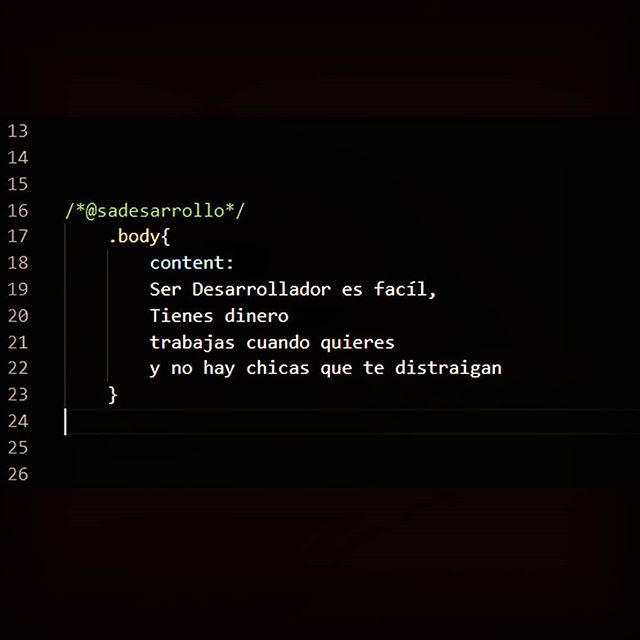 13
14
15
16 /*@sadesarrollo*/
17 .body{
18 content:
19 Ser Desarrollador es facíl,
20 Tienes dinero
21 trabajas cuando quieres
22 y no hay chicas que te distraigan
23 }
24
25
26